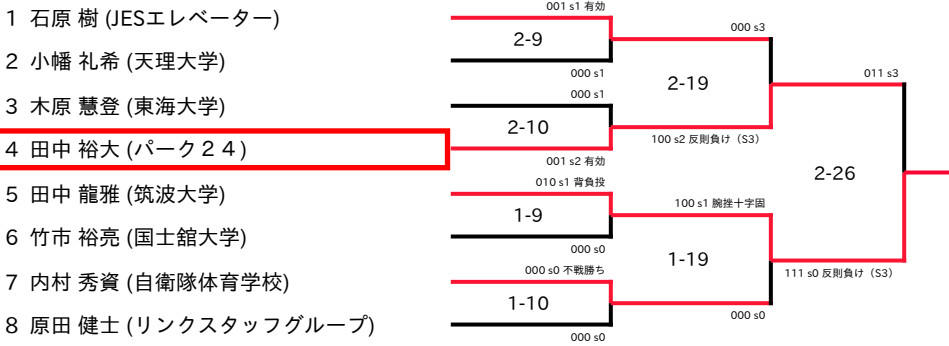 1 石原 樹 (JESエレベーター)
2 小幡 礼希 (天理大学)
3 木原 慧登 (東海大学)
4 田中 裕大 (パーク２４)
5 田中 龍雅 (筑波大学)
6 竹市 裕亮 (国士舘大学)
7 内村 秀資 (自衛隊体育学校)
8 原田 健士 (リンクスタッフグループ)
001 s1 有効
2-9
000 s1
000 s1
2-10
001 s2 有効
010 s1 背負投
1-9
000 s0
000 s0 不戦勝ち
1-10
000 s0
000 s3
2-19
100 s2 反則負け（S3）
100 s1 腕挫十字固
1-19
000 s0
011 s3
2-26
111 s0 反則負け（S3）